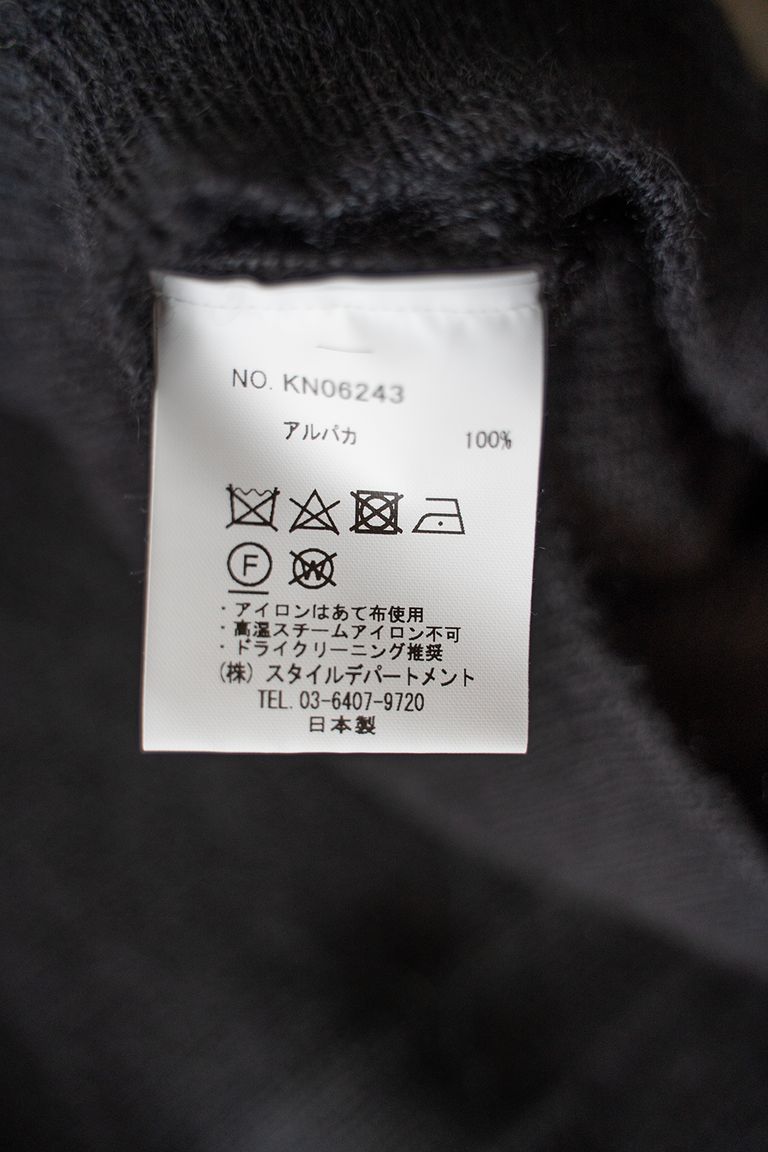 NO. KN06243
アルパカ 100%
F W
・アイロンはあて布使用
・高温スチームアイロン不可
・ドライクリーニング推奨
(株) スタイルデパートメント
TEL. 03-6407-9720
日本製